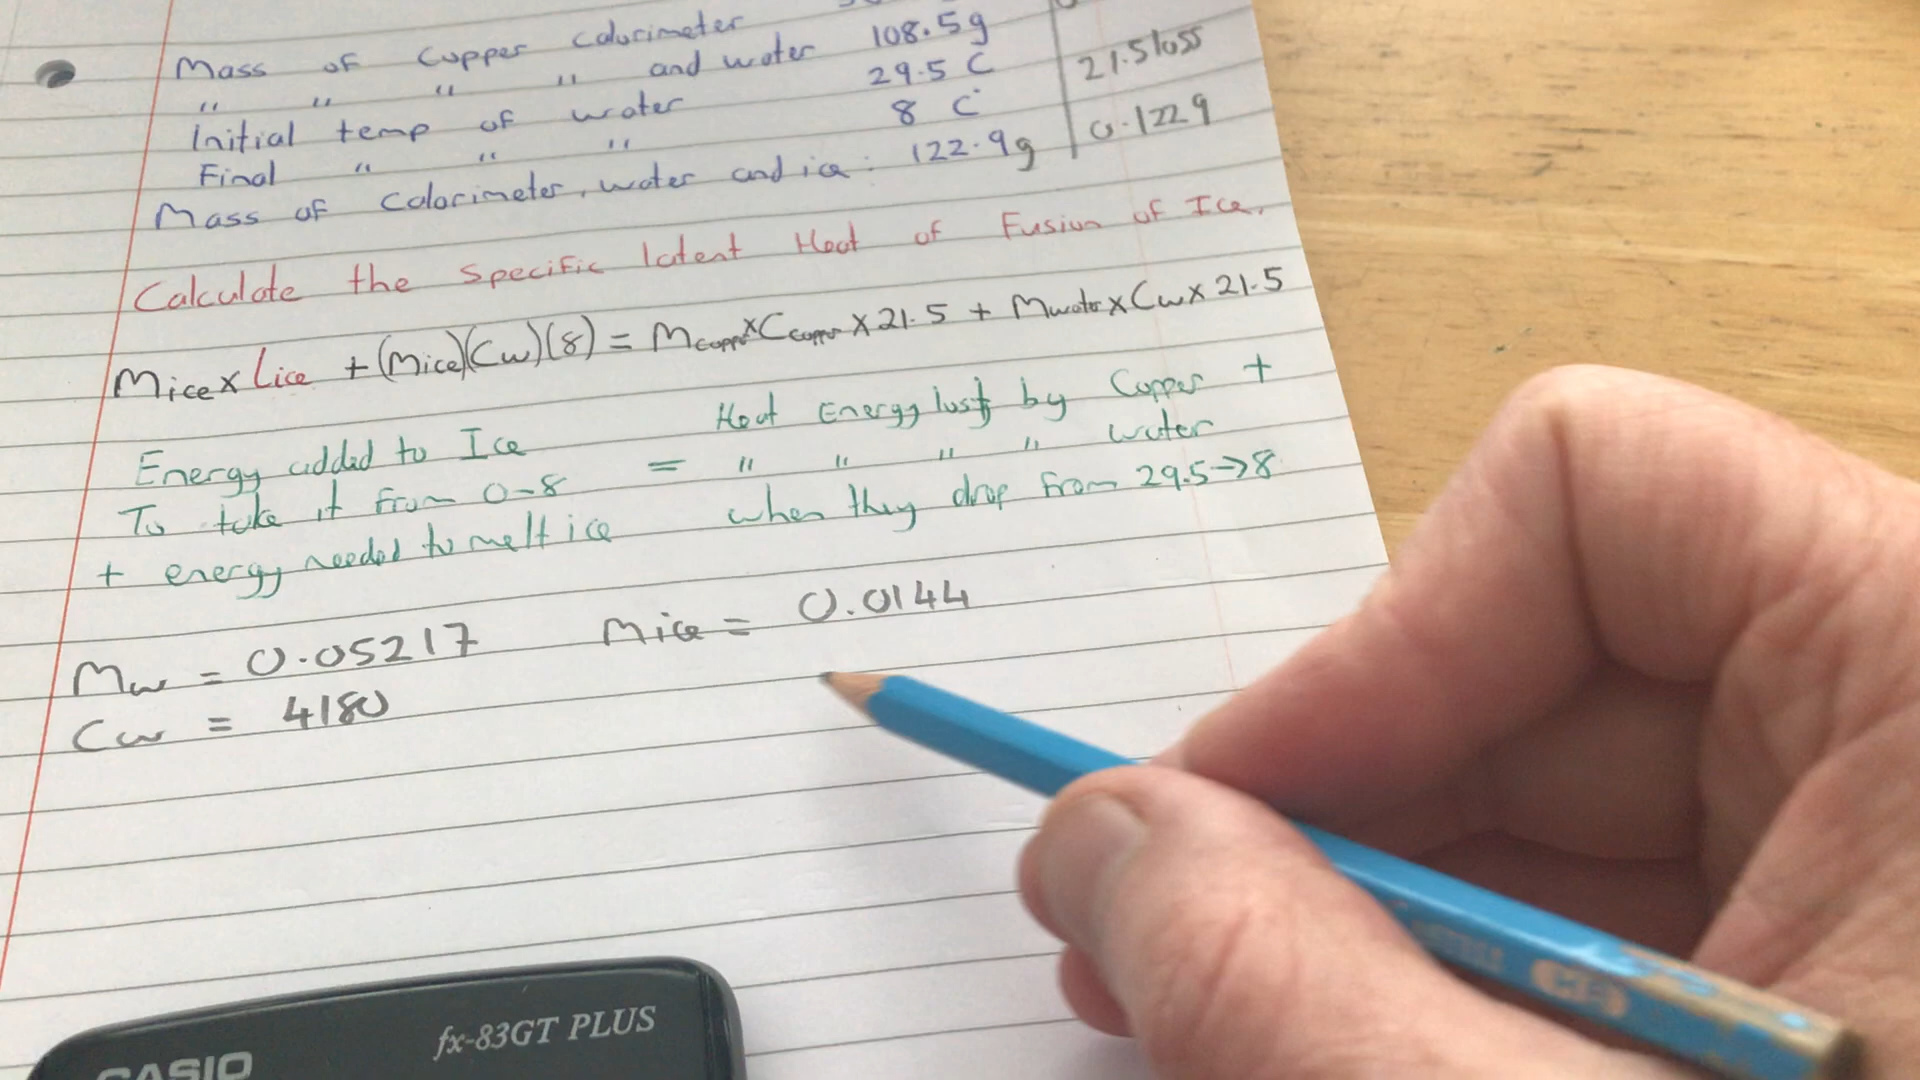 Mass of Copper Calorimeter
" " " " and water 108.5g
Initial temp of water 29.5 C
Final " " " 8 C
Mass of Calorimeter, water and ice: 122.9g
21.5 loss
0.1229
Calculate the Specific latent Heat of Fusion of Ice.
Mice x Lice + (Mice)(Cw)(8) = Mcopper x Ccopper x 21.5 + Mwater x Cw x 21.5
Energy added to Ice = Heat Energy lost by Copper +
To take it from 0-8 " " " " water
+ energy needed to melt ice when they drop from 29.5→8
Mw = 0.05217 Mice = 0.0144
Cw = 4180
fx-83GT PLUS
CASIO